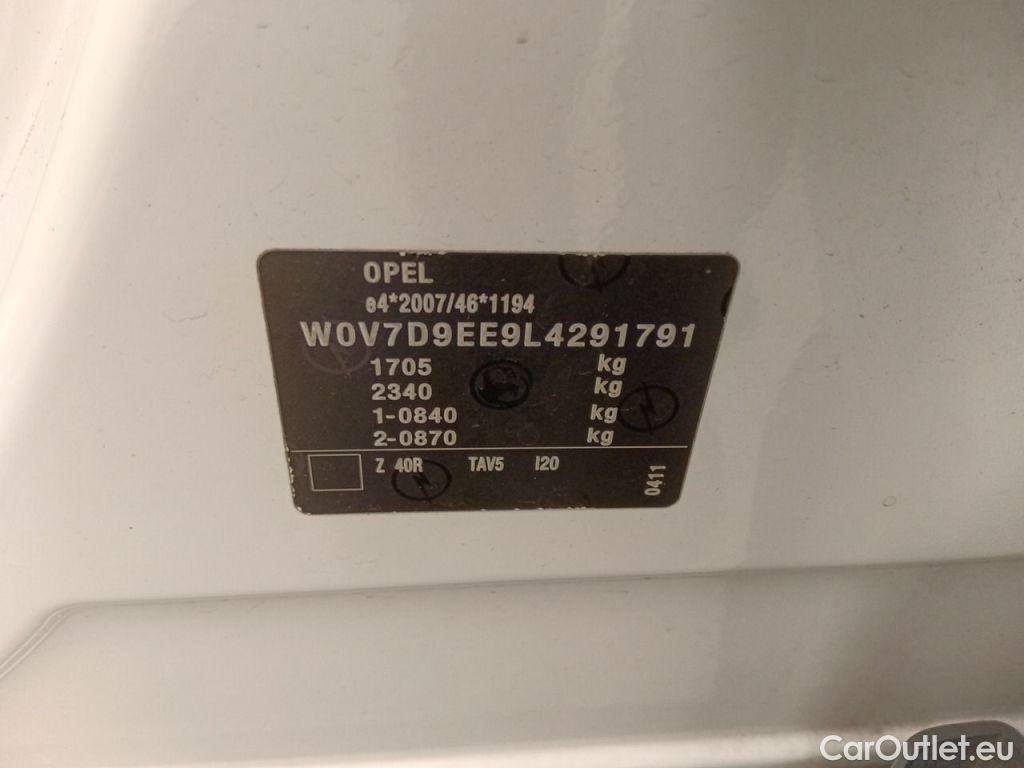 OPEL
e4*2007/46*1194
W0V7D9EE9L4291791
1705 kg
2340 kg
1-0840 kg
2-0870 kg
Z 40R TAV5 I20
0411
CarOutlet.eu